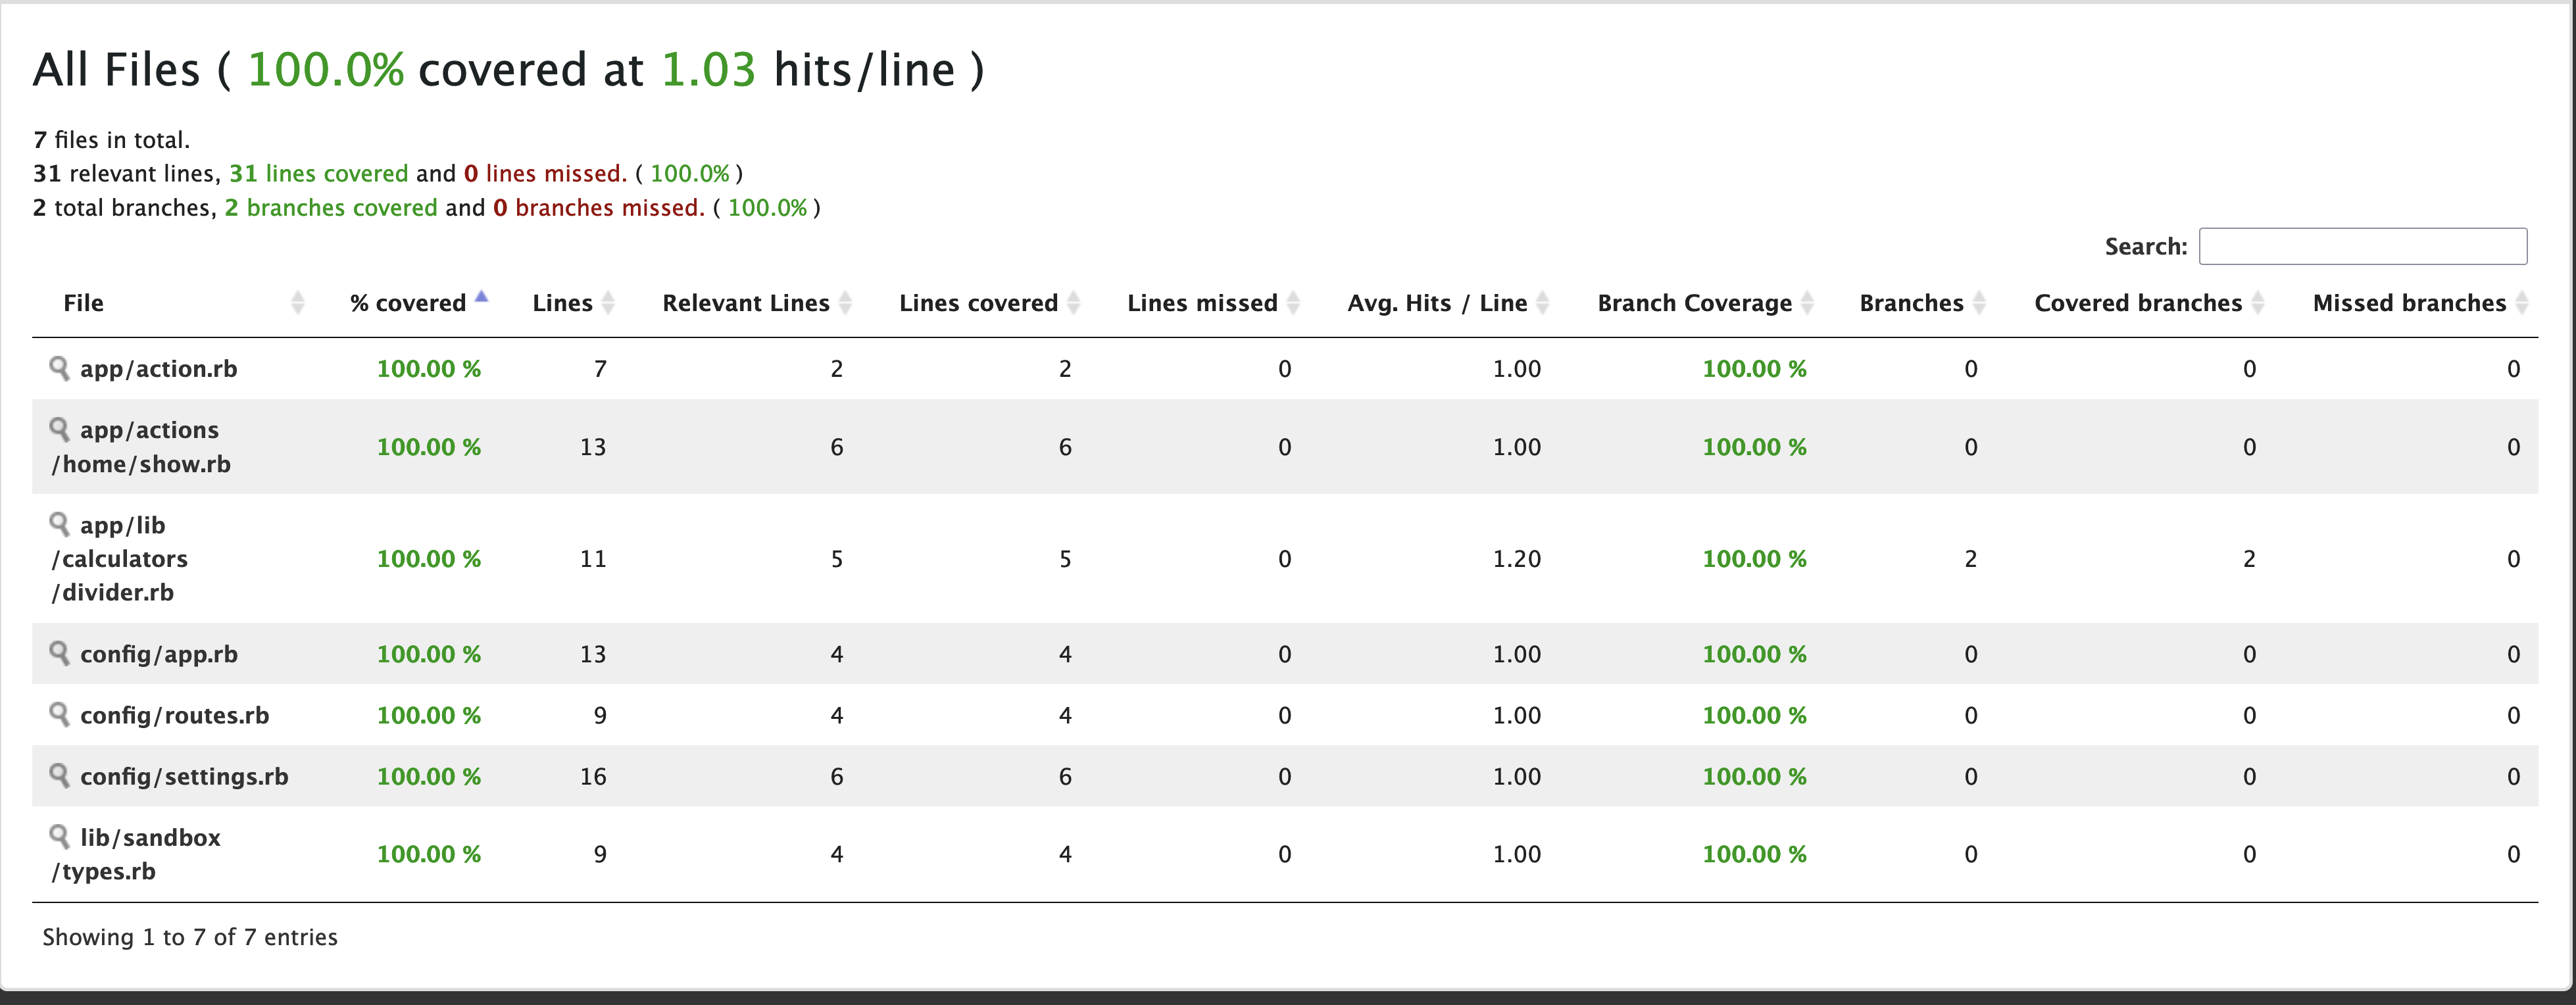 All Files ( 100.0% covered at 1.03 hits/line )
7 files in total.
31 relevant lines, 31 lines covered and 0 lines missed. ( 100.0% )
2 total branches, 2 branches covered and 0 branches missed. ( 100.0% )
Search:
File % covered Lines Relevant Lines Lines covered Lines missed Avg. Hits / Line Branch Coverage Branches Covered branches Missed branches
app/action.rb 100.00 % 7 2 2 0 1.00 100.00 % 0 0 0
app/actions
/home/show.rb 100.00 % 13 6 6 0 1.00 100.00 % 0 0 0
app/lib
/calculators 100.00 % 11 5 5 0 1.20 100.00 % 2 2 0
/divider.rb
config/app.rb 100.00 % 13 4 4 0 1.00 100.00 % 0 0 0
config/routes.rb 100.00 % 9 4 4 0 1.00 100.00 % 0 0 0
config/settings.rb 100.00 % 16 6 6 0 1.00 100.00 % 0 0 0
lib/sandbox
/types.rb 100.00 % 9 4 4 0 1.00 100.00 % 0 0 0
Showing 1 to 7 of 7 entries